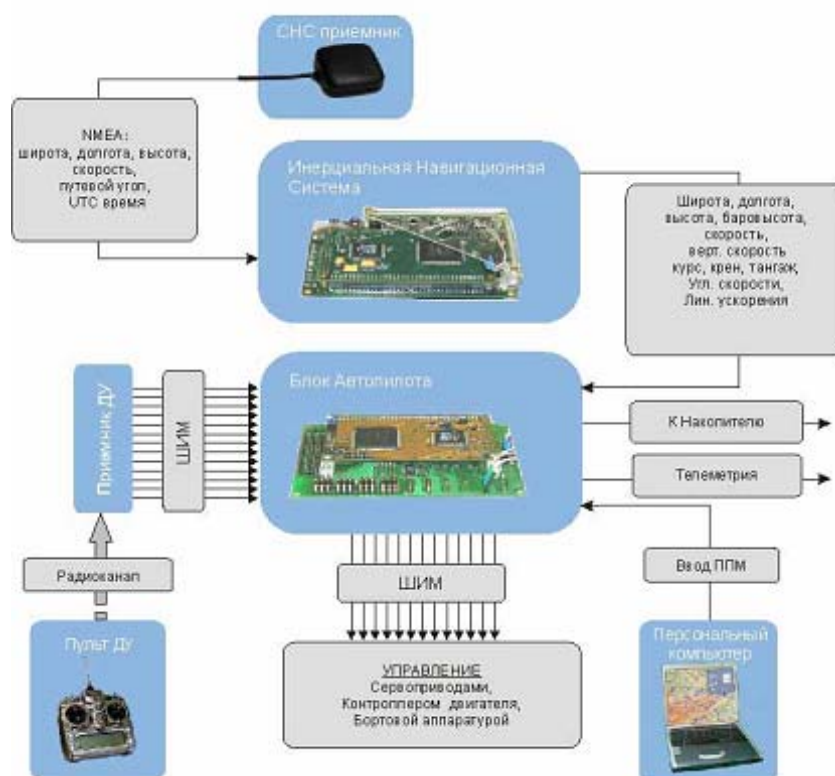 СНС приемник
NMEA:
широта, долгота, высота,
скорость,
путевой угол,
UTC время
Инерциальная Навигационная
Система
Широта, долгота,
высота, баровысота,
скорость,
верт. скорость
курс, крен, тангаж,
Угл. скорости,
Лин. ускорения
Блок Автопилота
Приемник ДУ
ШИМ
К Накопителю
Телеметрия
Радиоканал
ШИМ
Ввод ППМ
Пульт ДУ
УПРАВЛЕНИЕ
Сервоприводами,
Контроллером двигателя,
Бортовой аппаратурой
Персональный
компьютер